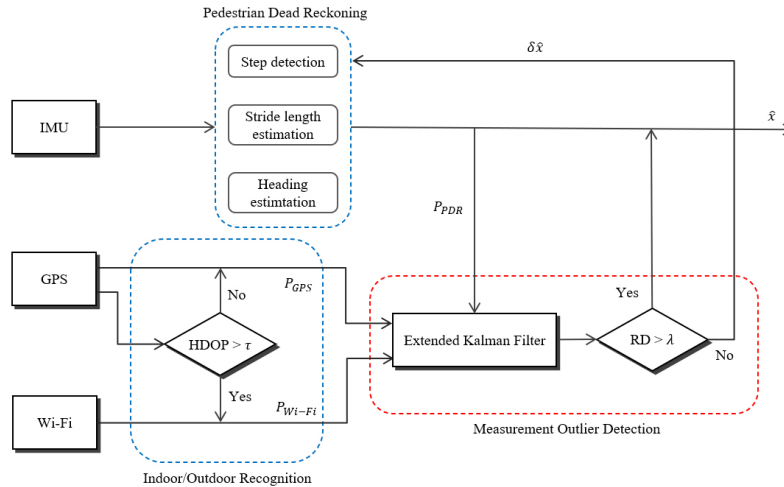 Pedestrian Dead Reckoning
Step detection
δx̂
IMU
Stride length
estimation
x̂
Heading
estimtation
P_PDR
GPS
P_GPS
No
Yes
HDOP > τ
Extended Kalman Filter
RD > λ
No
Yes
P_Wi−Fi
Wi-Fi
Measurement Outlier Detection
Indoor/Outdoor Recognition